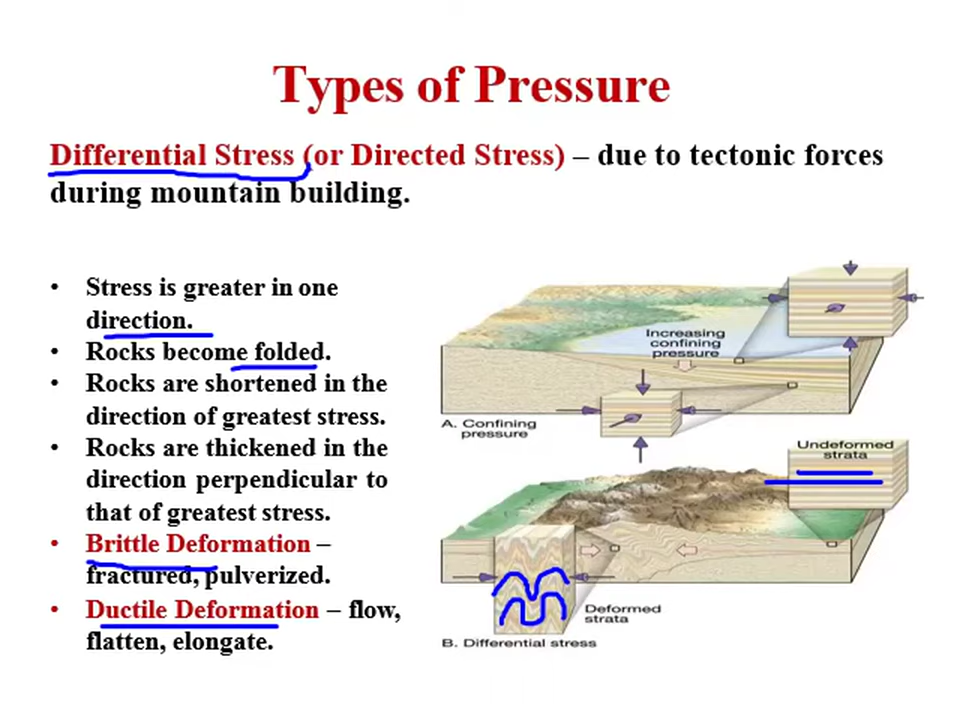 Types of Pressure
Differential Stress (or Directed Stress) – due to tectonic forces
during mountain building.
• Stress is greater in one
direction.
• Rocks become folded.
• Rocks are shortened in the
direction of greatest stress.
• Rocks are thickened in the
direction perpendicular to
that of greatest stress.
• Brittle Deformation –
fractured, pulverized.
• Ductile Deformation – flow,
flatten, elongate.
Increasing
confining
pressure
A. Confining
pressure
Undeformed
strata
Deformed
strata
B. Differential stress